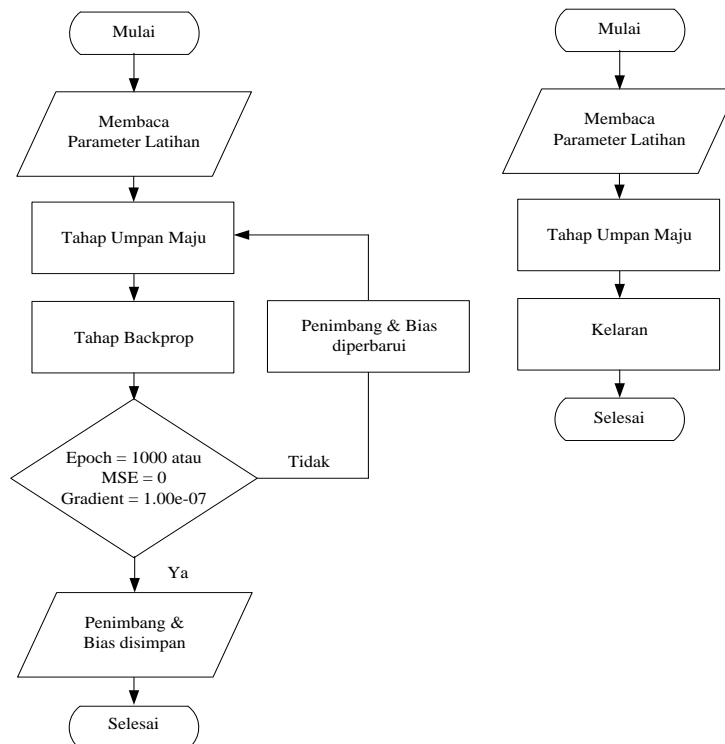 Mulai
Membaca
Parameter Latihan
Tahap Umpan Maju
Tahap Backprop
Penimbang & Bias
diperbarui
Epoch = 1000 atau
MSE = 0
Gradient = 1.00e-07
Tidak
Ya
Penimbang &
Bias disimpan
Selesai
Mulai
Membaca
Parameter Latihan
Tahap Umpan Maju
Kelaran
Selesai